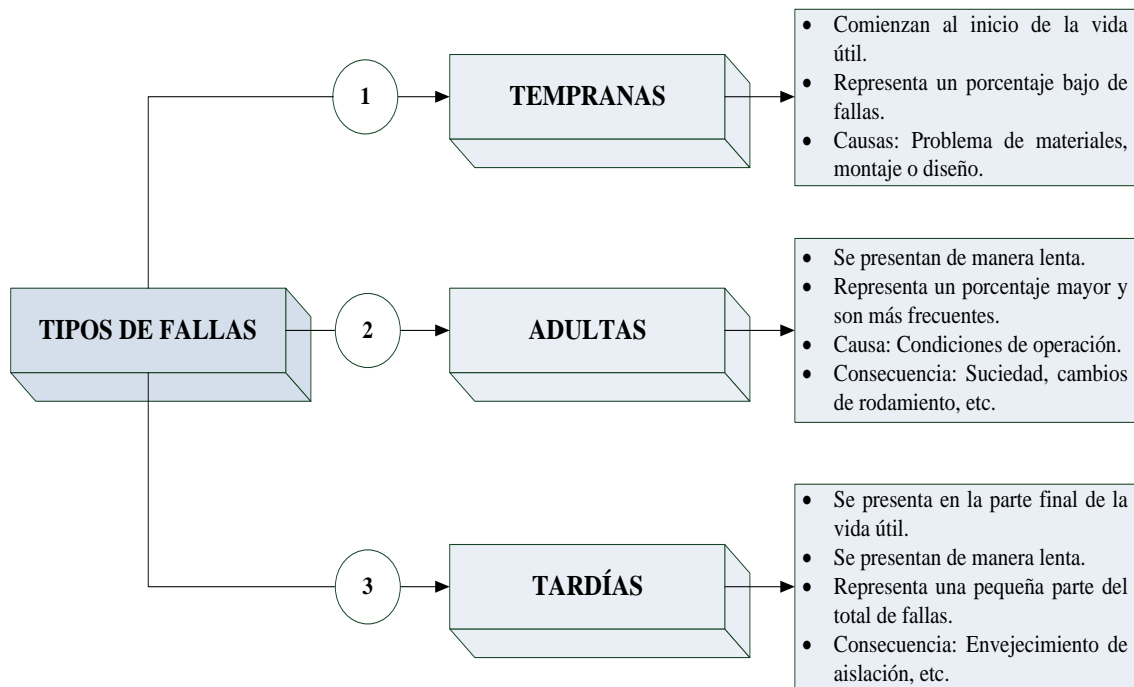 TIPOS DE FALLAS
1
TEMPRANAS
• Comienzan al inicio de la vida
útil.
• Representa un porcentaje bajo de
fallas.
• Causas: Problema de materiales,
montaje o diseño.
2
ADULTAS
• Se presentan de manera lenta.
• Representa un porcentaje mayor y
son más frecuentes.
• Causa: Condiciones de operación.
• Consecuencia: Suciedad, cambios
de rodamiento, etc.
3
TARDÍAS
• Se presenta en la parte final de la
vida útil.
• Se presentan de manera lenta.
• Representa una pequeña parte del
total de fallas.
• Consecuencia: Envejecimiento de
aislación, etc.